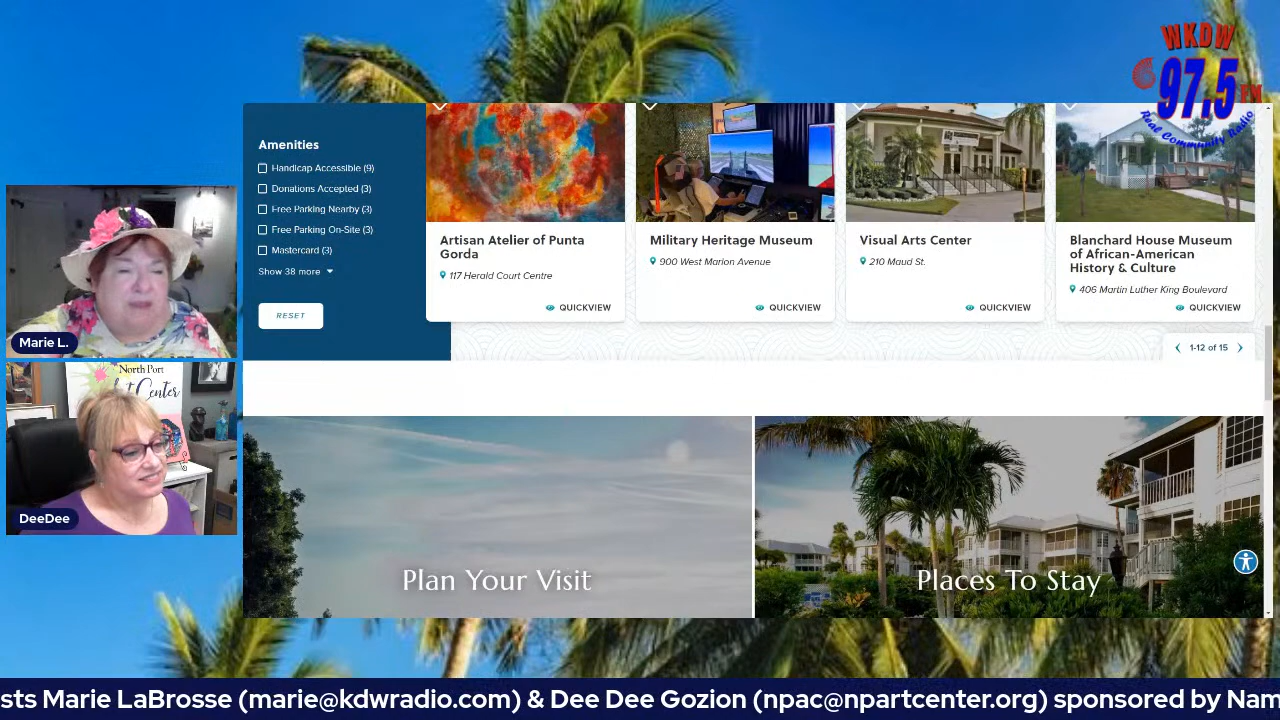 WKDW
97.5 FM
Real Community Radio
Amenities
Handicap Accessible (9)
Donations Accepted (3)
Free Parking Nearby (3)
Free Parking On-Site (3)
Mastercard (3)
Show 38 more
RESET
Artisan Atelier of Punta
Gorda
117 Herald Court Centre
QUICKVIEW
Military Heritage Museum
900 West Marion Avenue
QUICKVIEW
Visual Arts Center
210 Maud St.
QUICKVIEW
Blanchard House Museum
of African-American
History & Culture
406 Martin Luther King Boulevard
QUICKVIEW
1-12 of 15
Marie L.
North Port
Center
DeeDee
Plan Your Visit
Places To Stay
sts Marie LaBrosse (marie@kdwradio.com) & Dee Dee Gozion (npac@npartcenter.org) sponsored by Nam